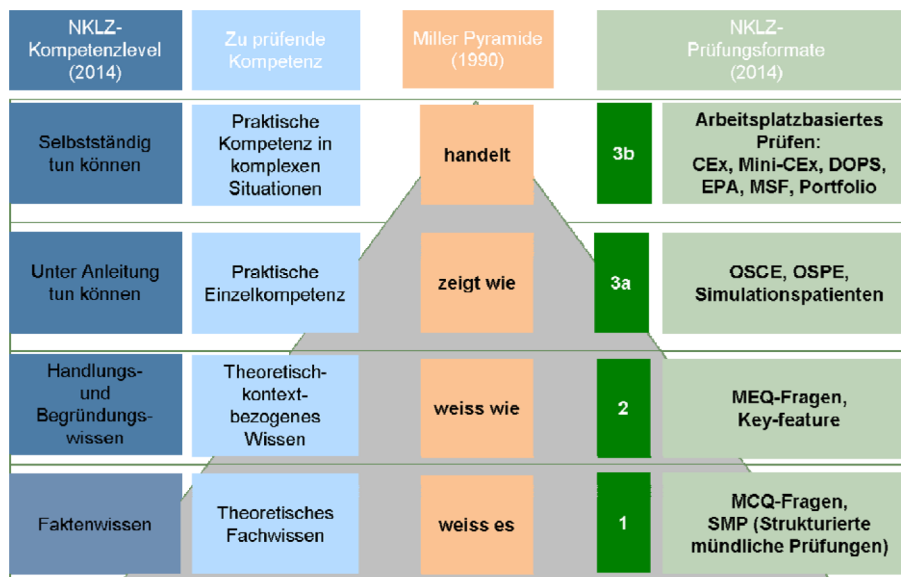 NKLZ-
Kompetenzlevel
(2014)
Zu prüfende
Kompetenz
Miller Pyramide
(1990)
NKLZ-
Prüfungsformate
(2014)
Selbstständig
tun können
Praktische
Kompetenz in
komplexen
Situationen
handelt
3b
Arbeitsplatzbasiertes
Prüfen:
CEx, Mini-CEx, DOPS,
EPA, MSF, Portfolio
Unter Anleitung
tun können
Praktische
Einzelkompetenz
zeigt wie
3a
OSCE, OSPE,
Simulationspatienten
Handlungs-
und
Begründungs-
wissen
Theoretisch-
kontext-
bezogenes
Wissen
weiss wie
2
MEQ-Fragen,
Key-feature
Faktenwissen
Theoretisches
Fachwissen
weiss es
1
MCQ-Fragen,
SMP (Strukturierte
mündliche Prüfungen)